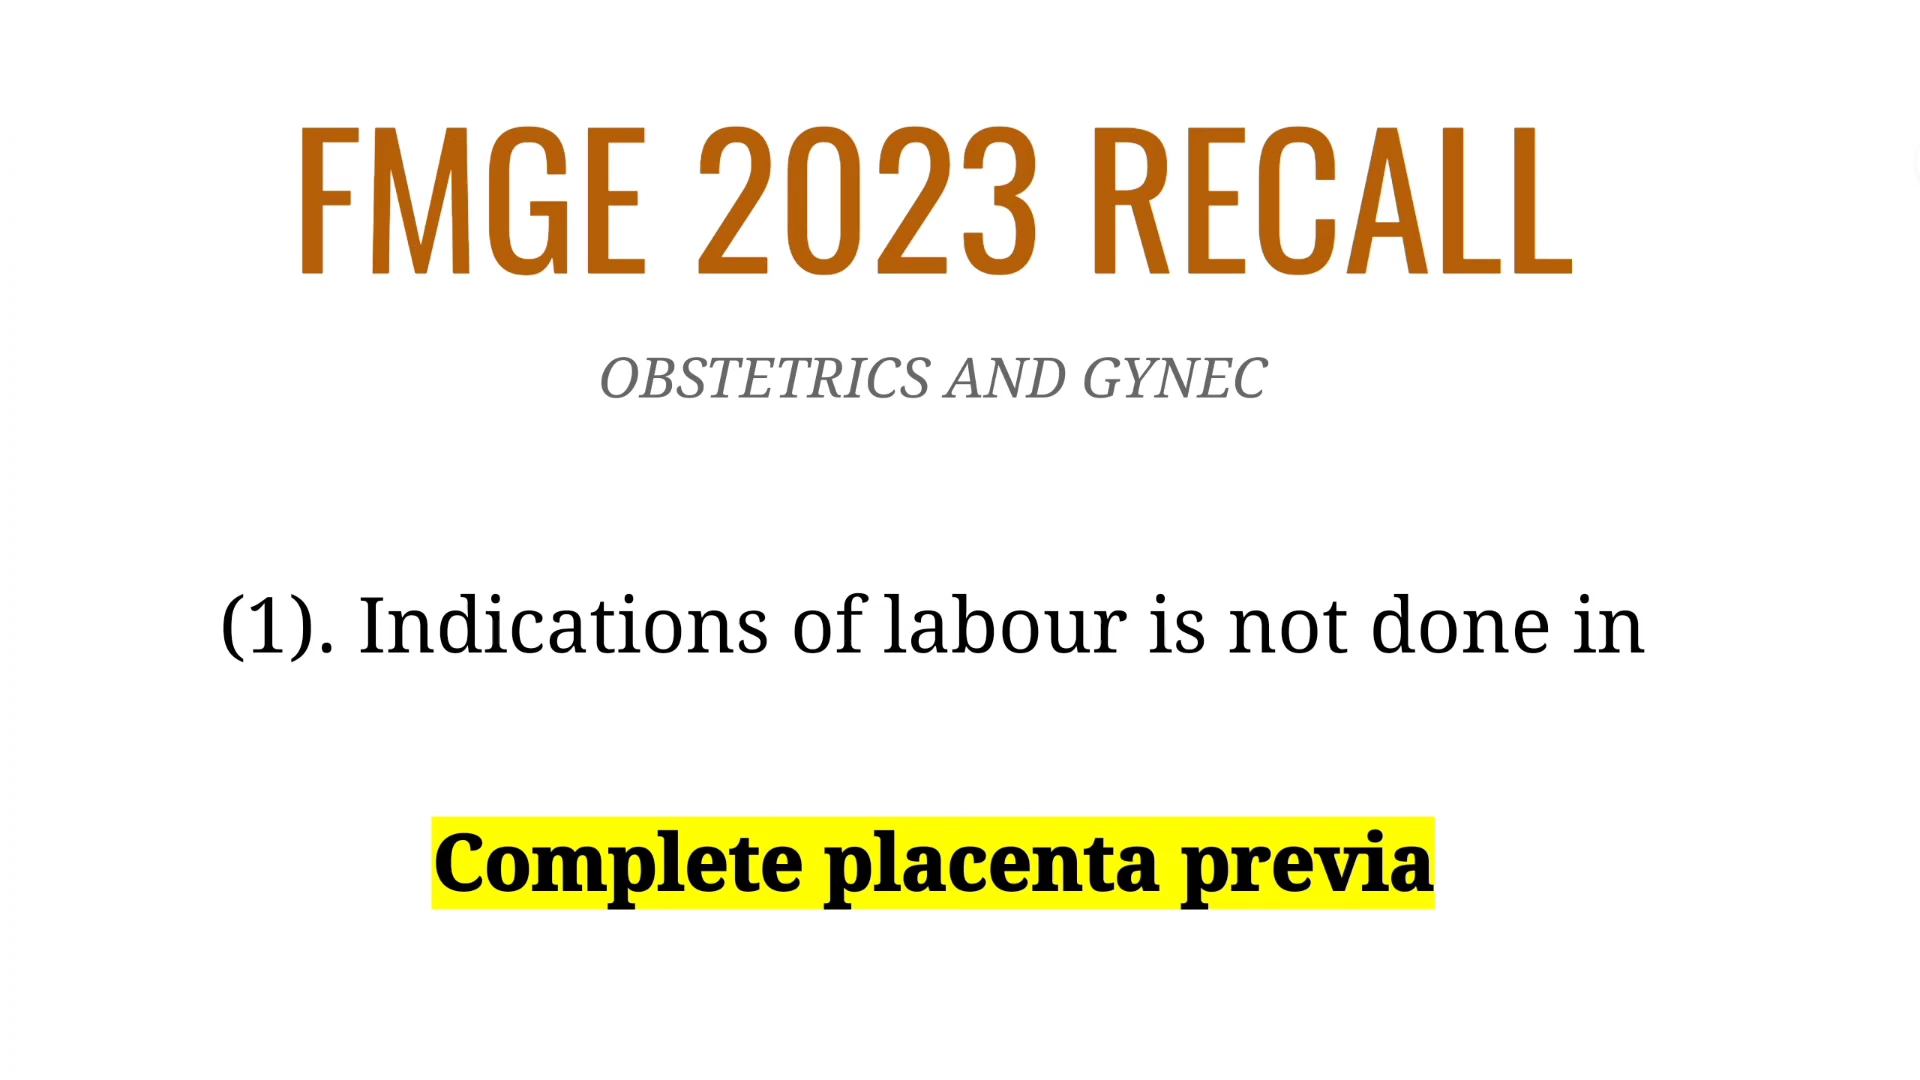 FMGE 2023 RECALL
OBSTETRICS AND GYNEC
(1). Indications of labour is not done in
Complete placenta previa